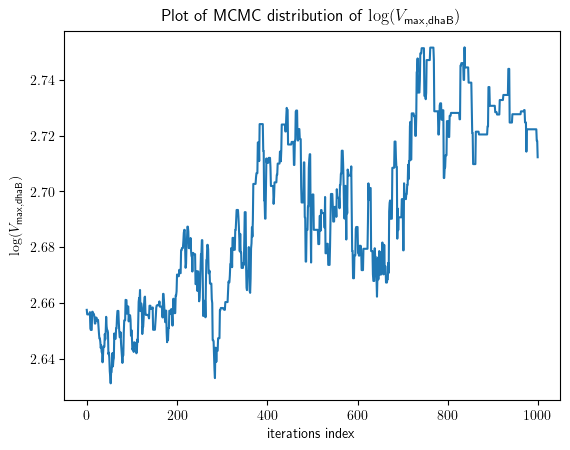 Plot of MCMC distribution of log(V_max,dhaB)
log(V_max,dhaB)
2.74
2.72
2.70
2.68
2.66
2.64
0 200 400 600 800 1000
iterations index